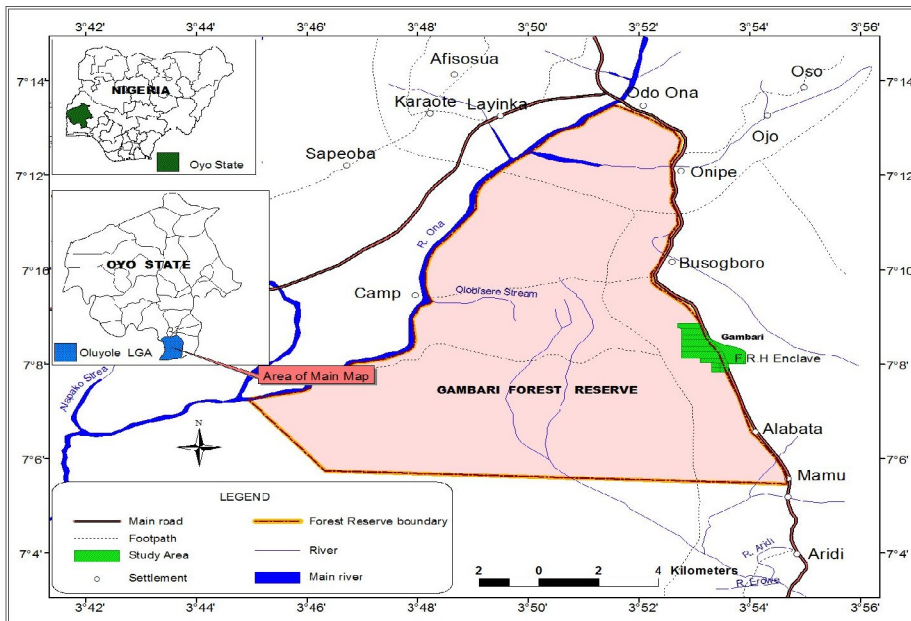 3°42' 3°44' 3°46' 3°48' 3°50' 3°52' 3°54' 3°56'
7°14'
7°12'
7°10'
7°8'
7°6'
7°4'
NIGERIA
Oyo State
OYO STATE
Oluyole LGA
Area of Main Map
Afisosua
Karaote
Layinka
Odo Ona
Oso
Ojo
Sapeoba
Onipe
R. Ona
Busogboro
Camp
Olobisere Stream
Gambari
F.R.H Enclave
Alapako Strea
GAMBARI FOREST RESERVE
Alabata
Mamu
Aridi
R. Aridi
R. Erowe
LEGEND
Main road
Footpath
Study Area
Settlement
Forest Reserve boundary
River
Main river
2 0 2 4 Kilometers
7°14'
7°12'
7°10'
7°8'
7°6'
7°4'
3°42' 3°44' 3°46' 3°48' 3°50' 3°52' 3°54' 3°56'